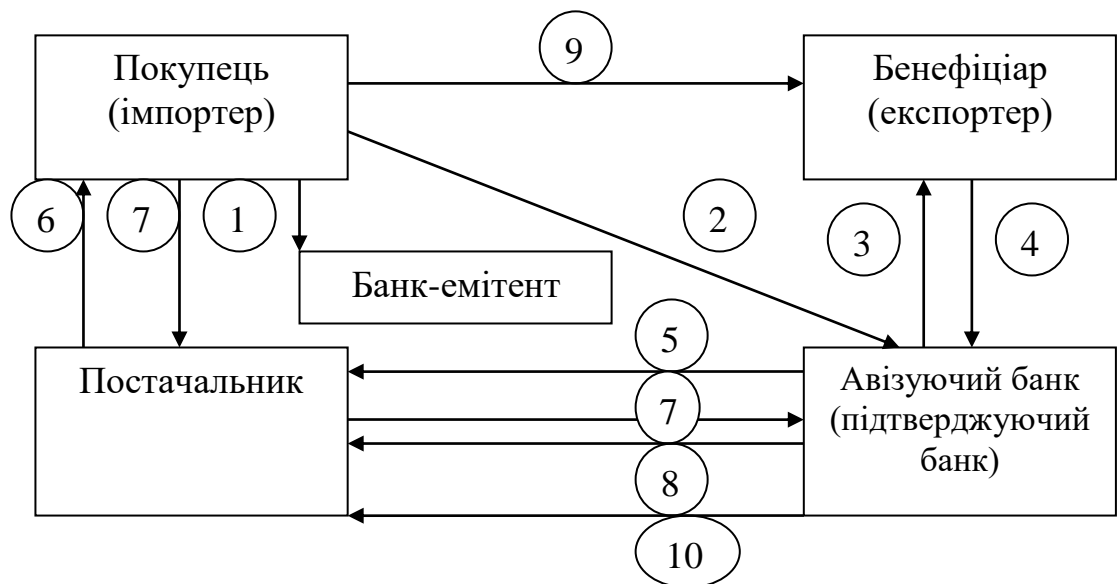 9
Покупець
(імпортер)
Бенефіціар
(експортер)
6
7
1
2
3
4
Банк-емітент
5
Постачальник
Авізуючий банк
(підтверджуючий
банк)
7
8
10